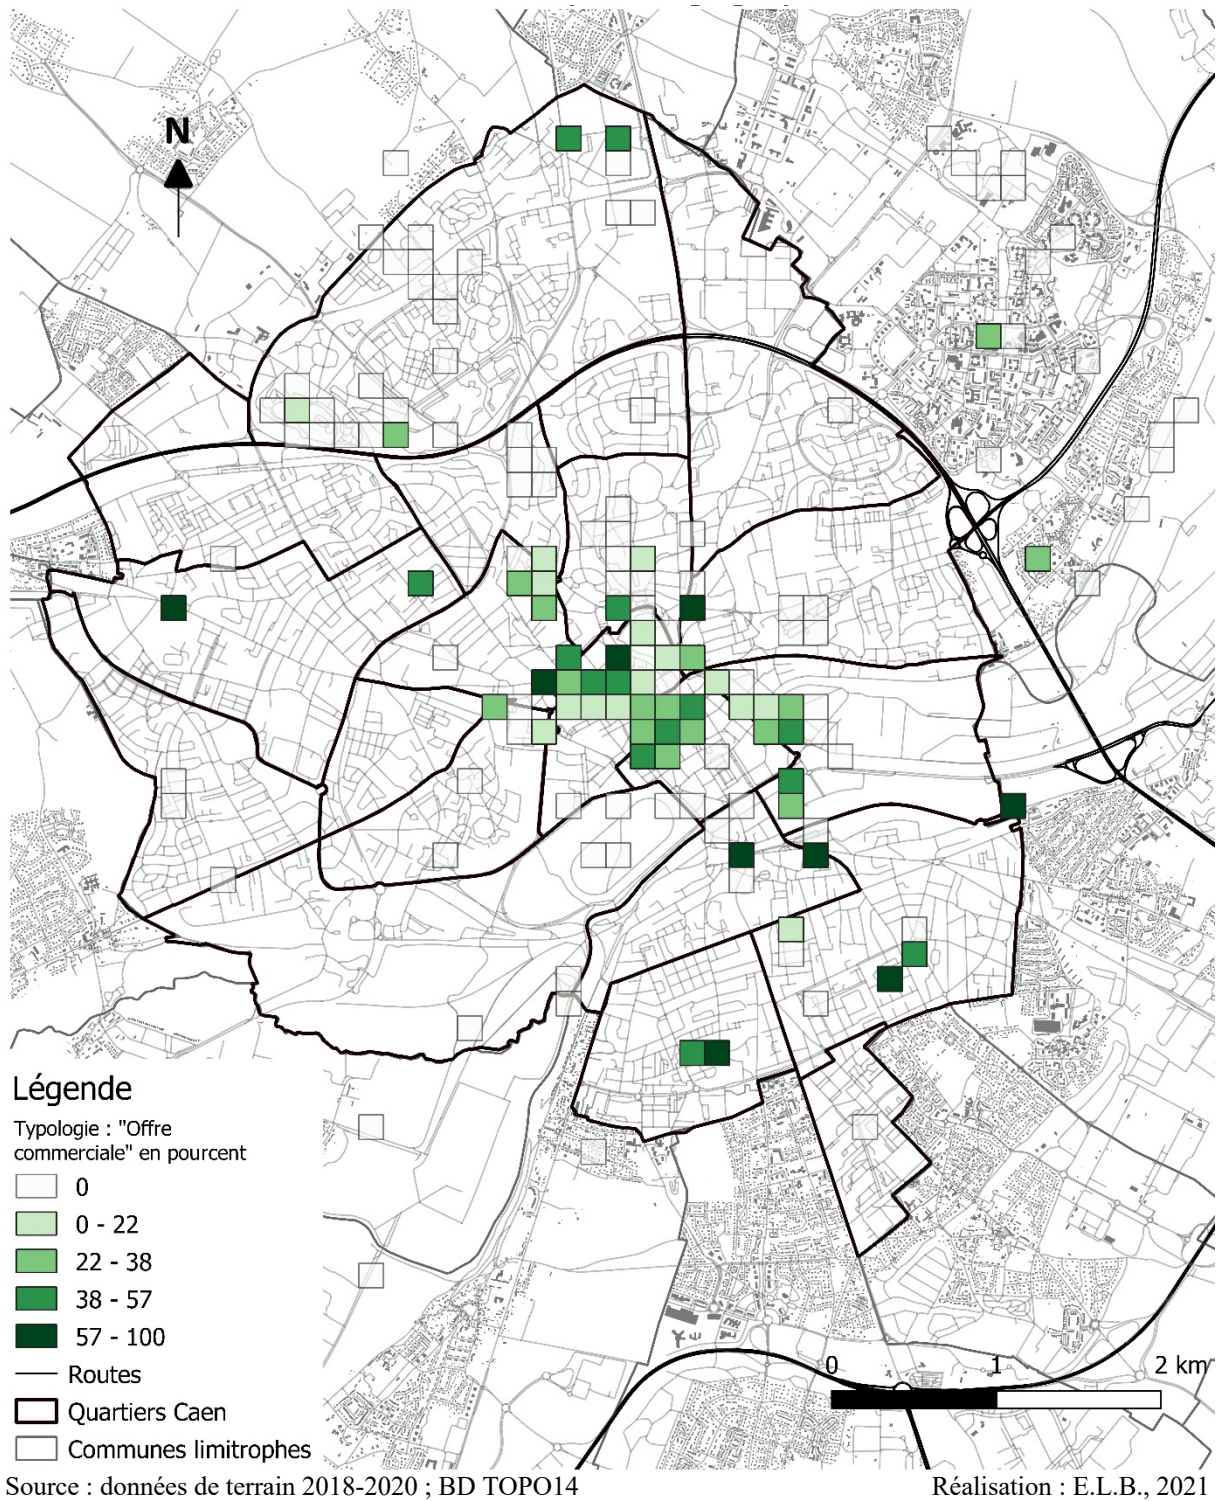 N
Légende
Typologie : "Offre
commerciale" en pourcent
0
0 - 22
22 - 38
38 - 57
57 - 100
Routes
Quartiers Caen
Communes limitrophes
0 1 2 km
Source : données de terrain 2018-2020 ; BD TOPO14
Réalisation : E.L.B., 2021